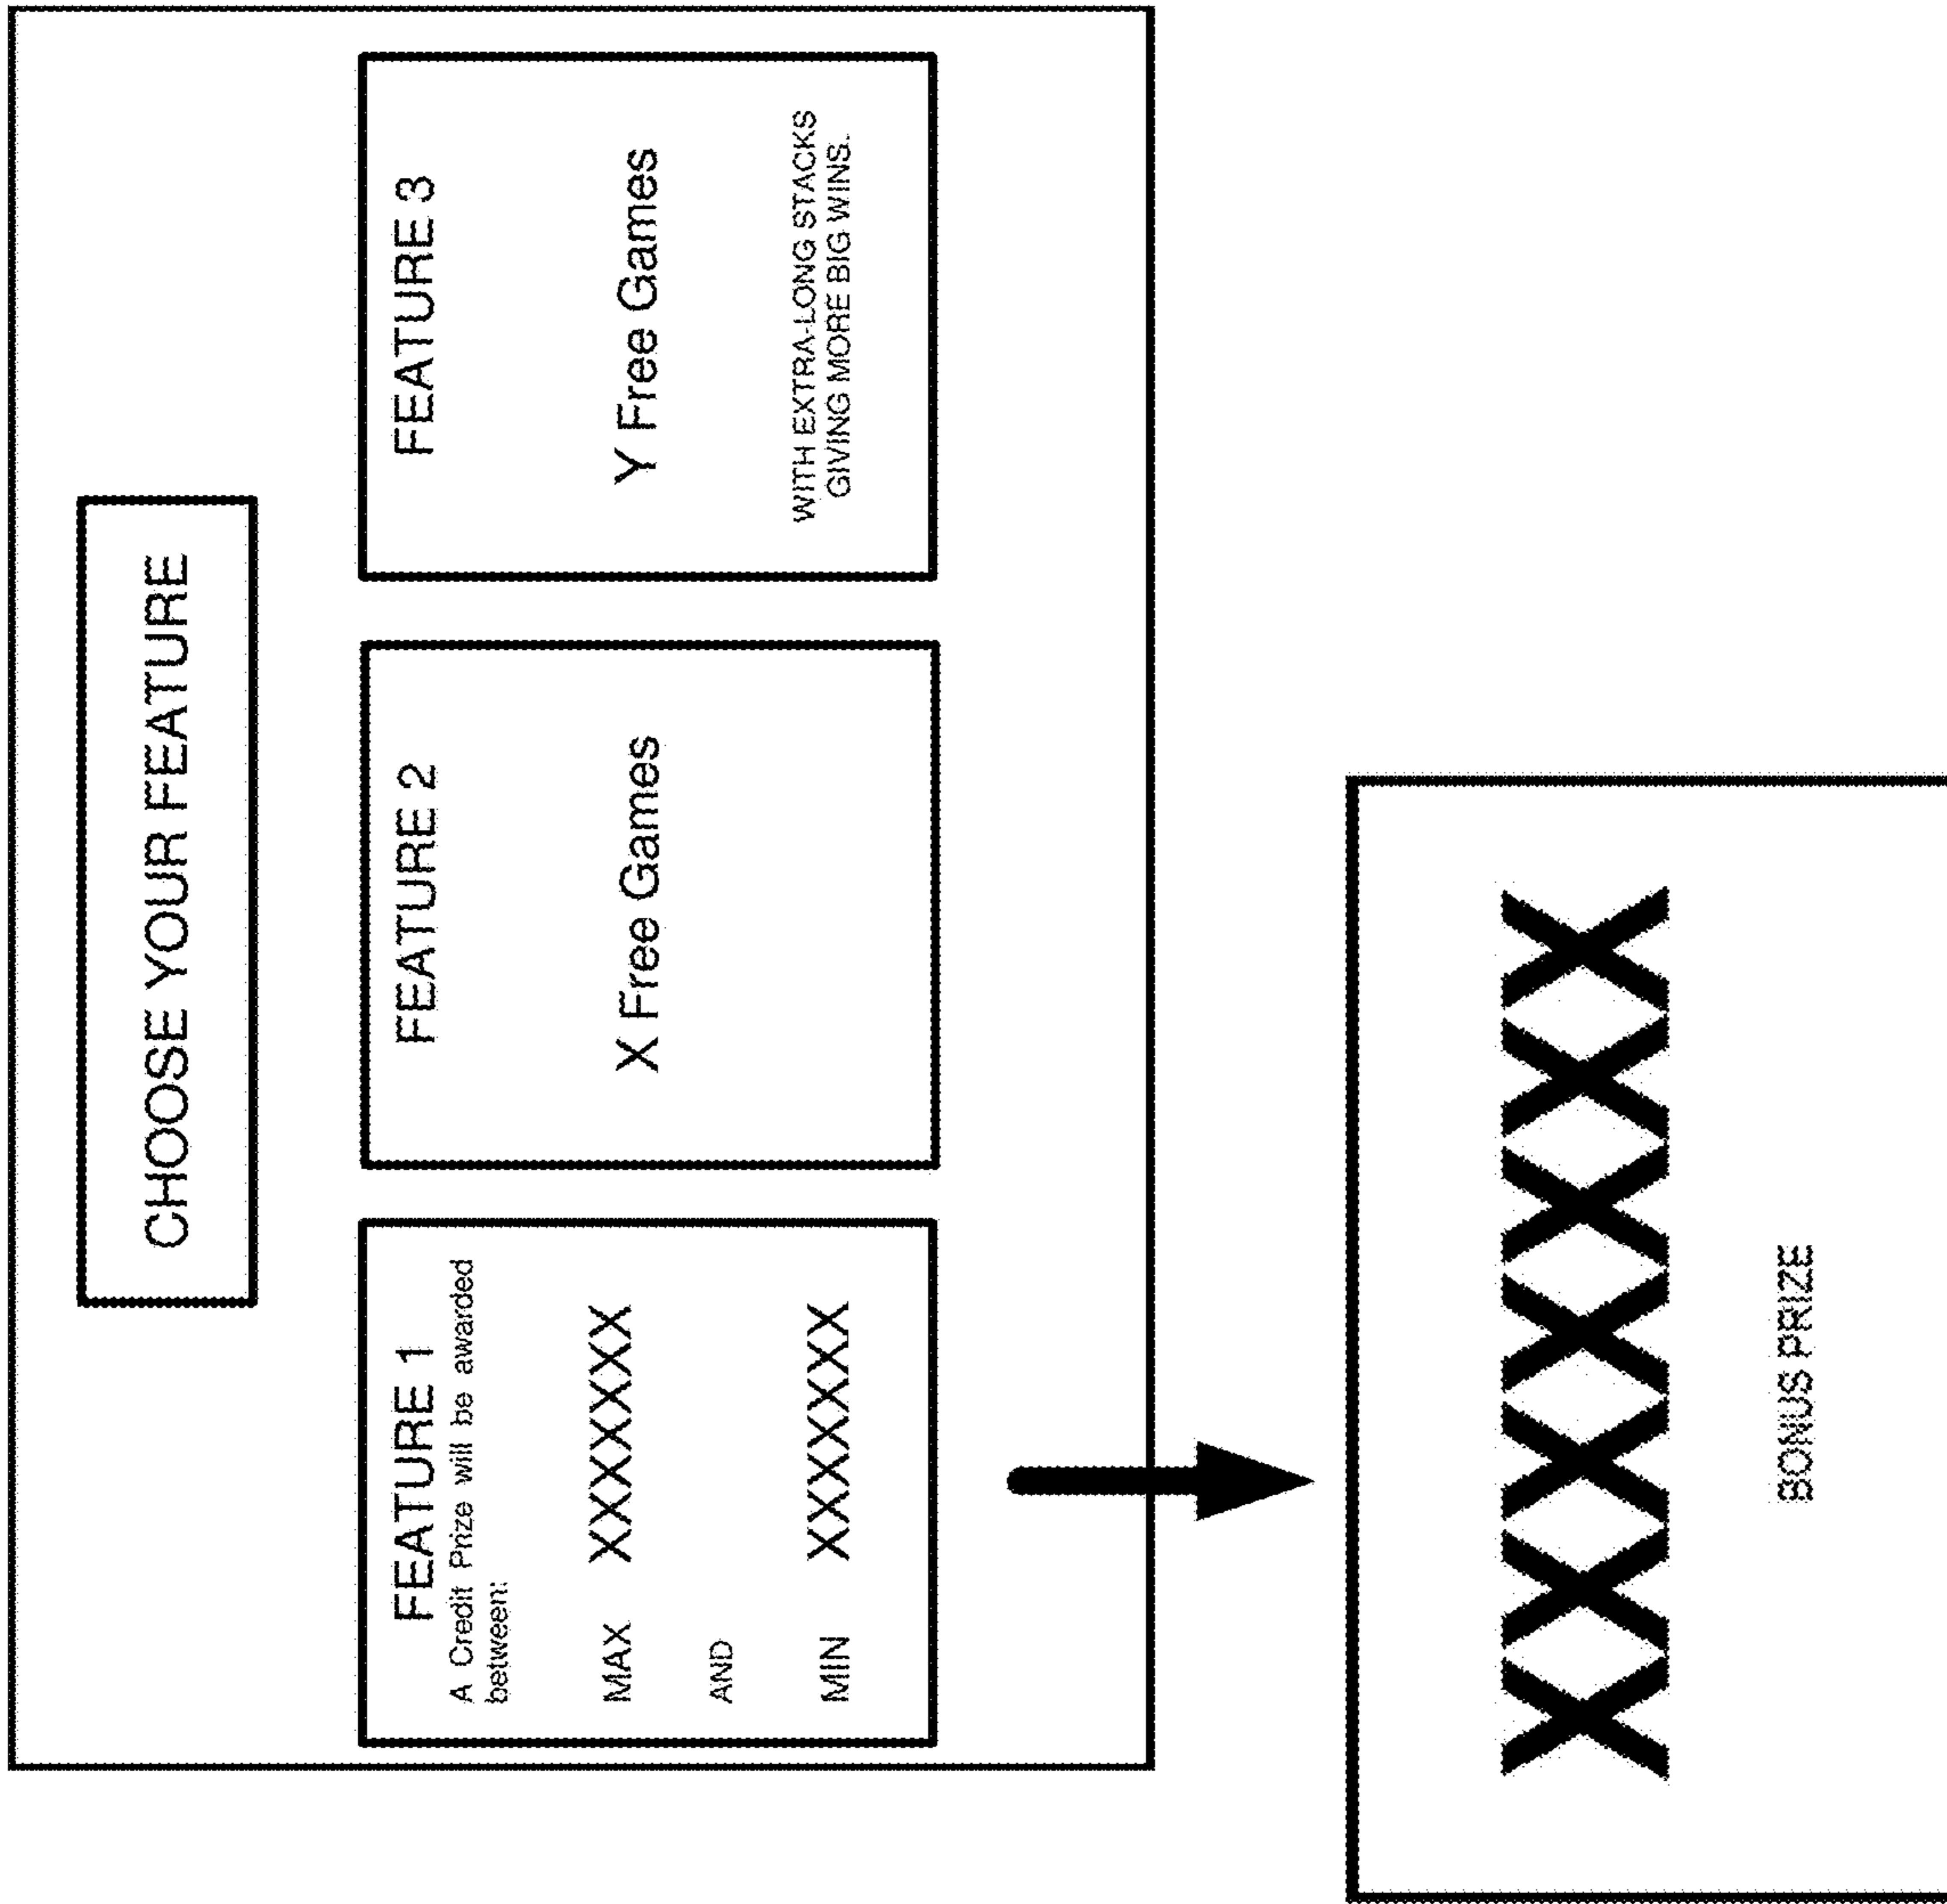 CHOOSE YOUR FEATURE
FEATURE 1
A Credit Prize will be awarded
between:
MAX XXXXXXX
AND
MIN XXXXXXX
FEATURE 2
X Free Games
FEATURE 3
Y Free Games
WITH EXTRA-LONG STACKS
GIVING MORE BIG WINS.
XXXXXXX
BONUS PRIZE